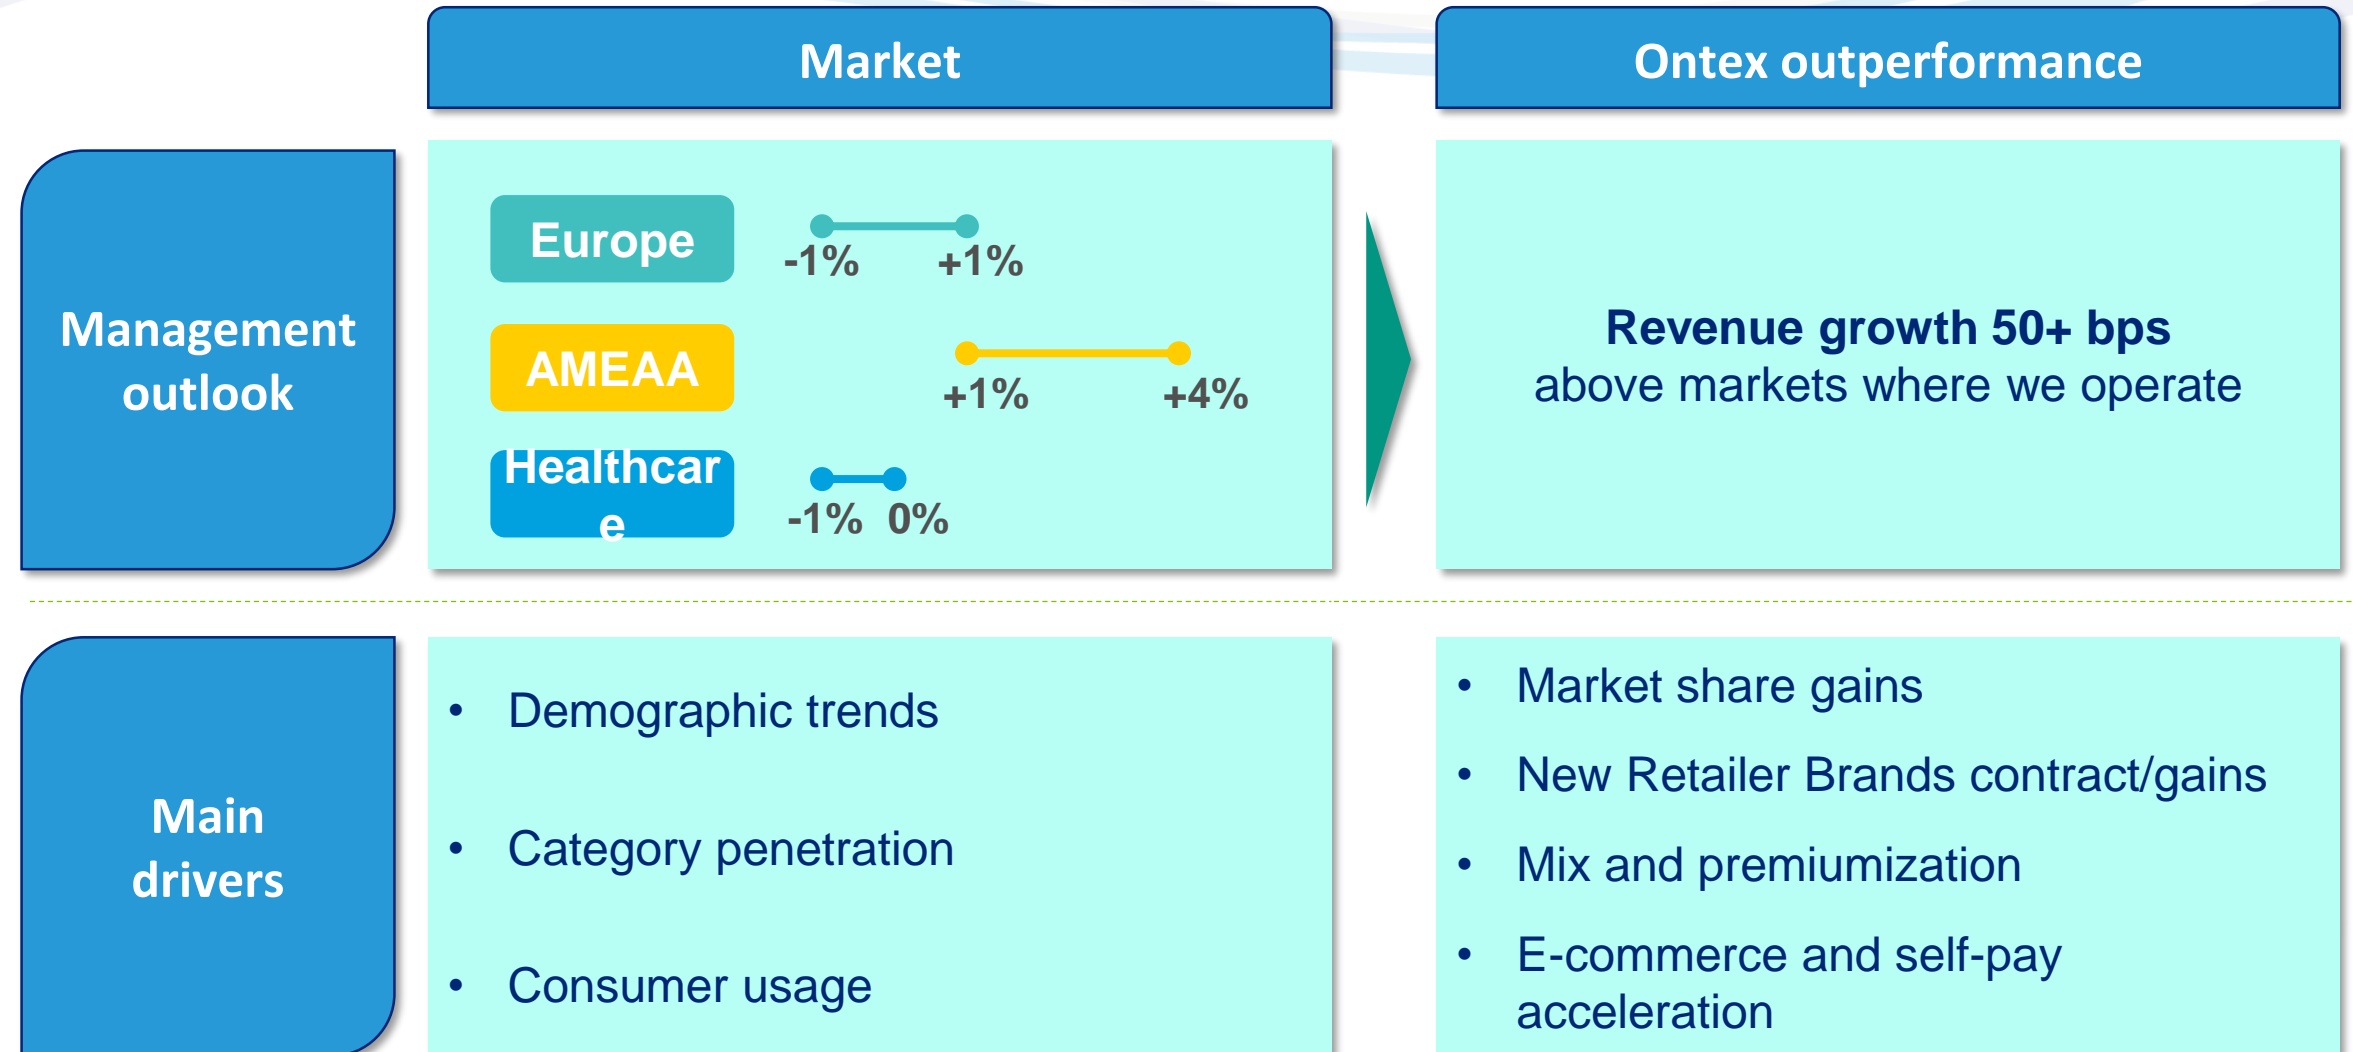 Market
Ontex outperformance
Management
outlook
Europe
-1%
+1%
AMEAA
+1%
+4%
Healthcar
e
-1%
0%
Revenue growth 50+ bps
above markets where we operate
Main
drivers
• Demographic trends
• Category penetration
• Consumer usage
• Market share gains
• New Retailer Brands contract/gains
• Mix and premiumization
• E-commerce and self-pay
acceleration